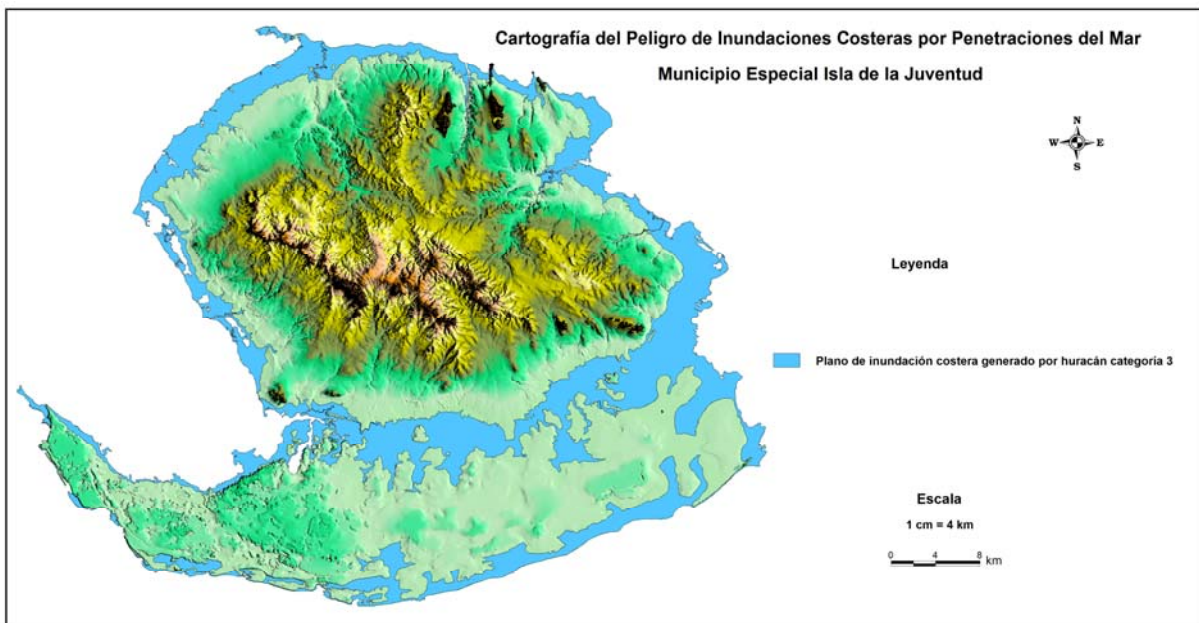 Cartografía del Peligro de Inundaciones Costeras por Penetraciones del Mar
Municipio Especial Isla de la Juventud
N
W E
S
Leyenda
Plano de inundación costera generado por huracán categoría 3
Escala
1 cm = 4 km
0 4 8 km